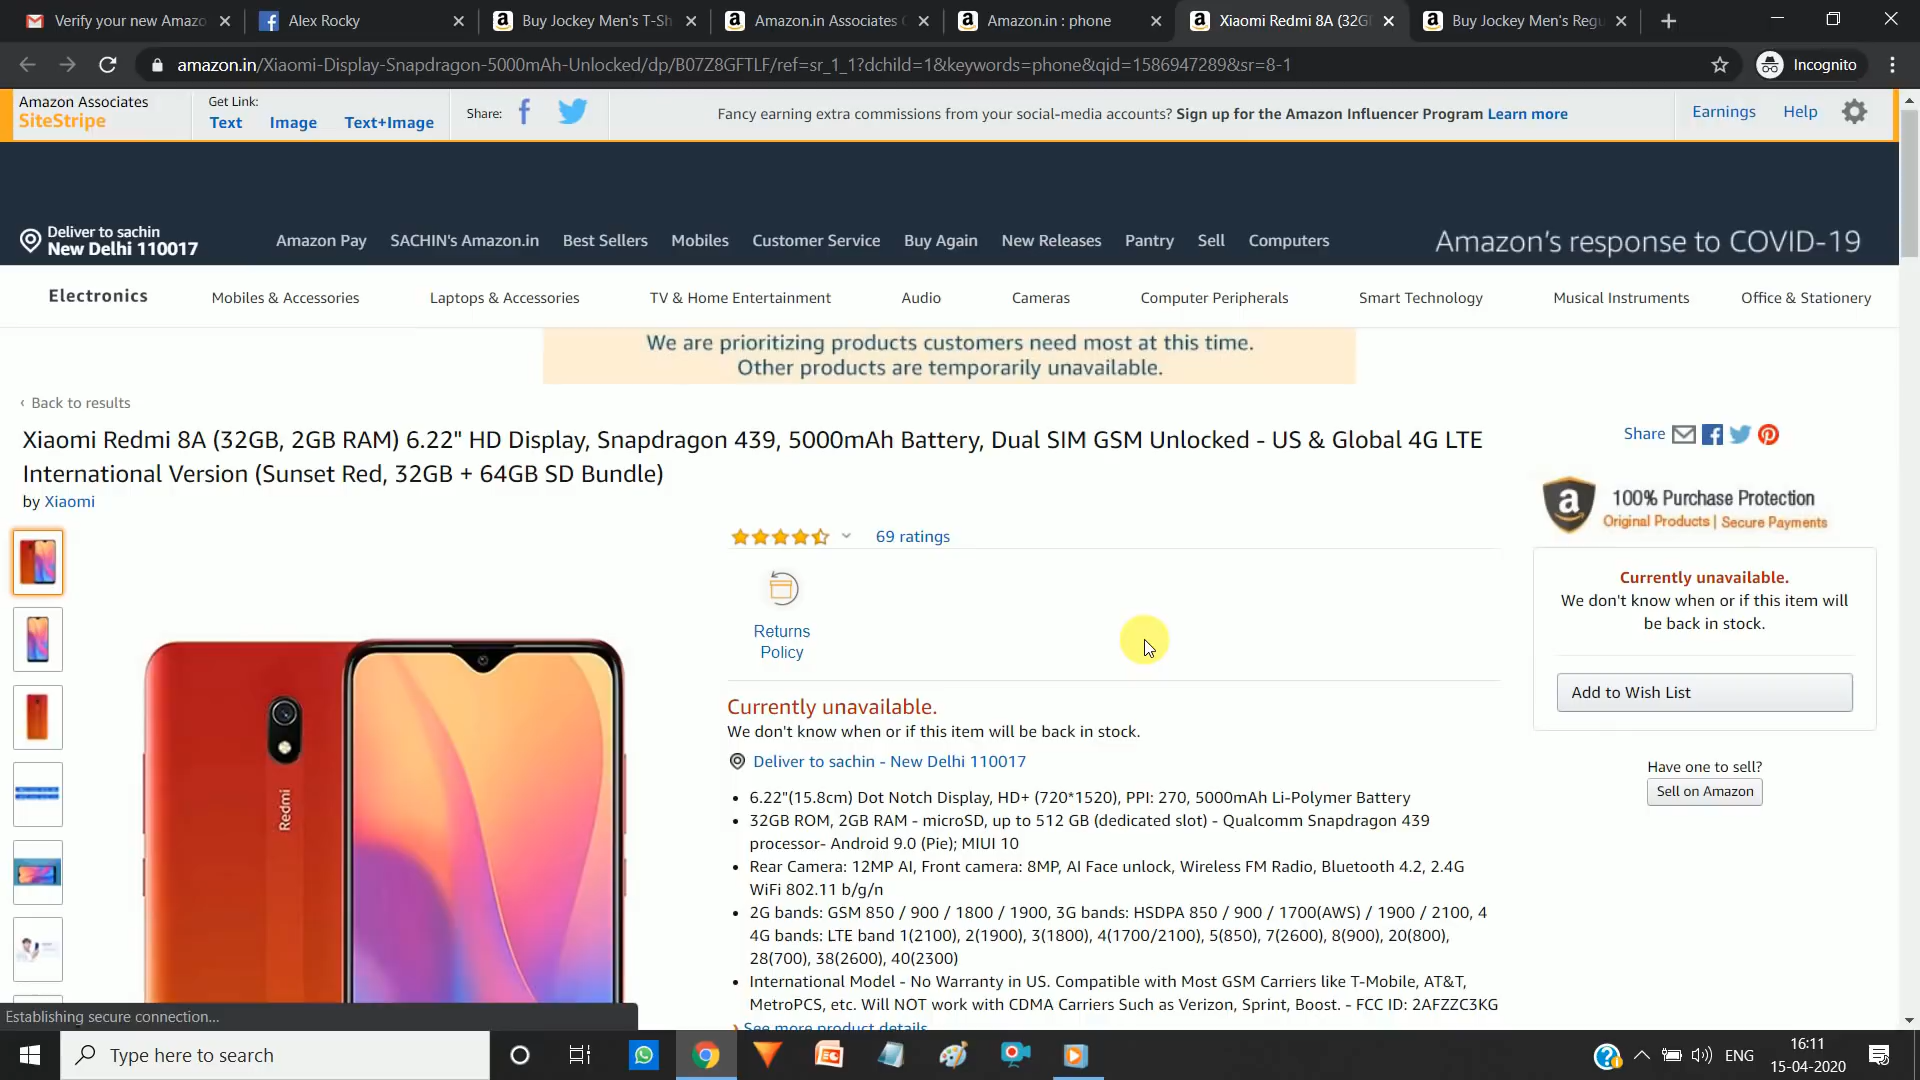 Verify your new Amazo
Alex Rocky
Buy Jockey Men's T-Sh
Amazon.in Associates C
Amazon.in : phone
Xiaomi Redmi 8A (32G
Buy Jockey Men's Regu
amazon.in/Xiaomi-Display-Snapdragon-5000mAh-Unlocked/dp/B07Z8GFTLF/ref=sr_1_1?dchild=1&keywords=phone&qid=1586947289&sr=8-1
Incognito
Amazon Associates
SiteStripe
Get Link:
Text Image Text+Image
Share:
Fancy earning extra commissions from your social-media accounts? Sign up for the Amazon Influencer Program Learn more
Earnings Help
Deliver to sachin
New Delhi 110017
Amazon Pay SACHIN's Amazon.in Best Sellers Mobiles Customer Service Buy Again New Releases Pantry Sell Computers
Amazon's response to COVID-19
Electronics Mobiles & Accessories Laptops & Accessories TV & Home Entertainment Audio Cameras Computer Peripherals Smart Technology Musical Instruments Office & Stationery
We are prioritizing products customers need most at this time.
Other products are temporarily unavailable.
‹ Back to results
Xiaomi Redmi 8A (32GB, 2GB RAM) 6.22" HD Display, Snapdragon 439, 5000mAh Battery, Dual SIM GSM Unlocked - US & Global 4G LTE
International Version (Sunset Red, 32GB + 64GB SD Bundle)
by Xiaomi
Share
100% Purchase Protection
Original Products | Secure Payments
69 ratings
Returns
Policy
Currently unavailable.
We don't know when or if this item will
be back in stock.
Add to Wish List
Have one to sell?
Sell on Amazon
Redmi
Currently unavailable.
We don't know when or if this item will be back in stock.
Deliver to sachin - New Delhi 110017
• 6.22"(15.8cm) Dot Notch Display, HD+ (720*1520), PPI: 270, 5000mAh Li-Polymer Battery
• 32GB ROM, 2GB RAM - microSD, up to 512 GB (dedicated slot) - Qualcomm Snapdragon 439
processor- Android 9.0 (Pie); MIUI 10
• Rear Camera: 12MP AI, Front camera: 8MP, AI Face unlock, Wireless FM Radio, Bluetooth 4.2, 2.4G
WiFi 802.11 b/g/n
• 2G bands: GSM 850 / 900 / 1800 / 1900, 3G bands: HSDPA 850 / 900 / 1700(AWS) / 1900 / 2100, 4
4G bands: LTE band 1(2100), 2(1900), 3(1800), 4(1700/2100), 5(850), 7(2600), 8(900), 20(800),
28(700), 38(2600), 40(2300)
• International Model - No Warranty in US. Compatible with Most GSM Carriers like T-Mobile, AT&T,
MetroPCS, etc. Will NOT work with CDMA Carriers Such as Verizon, Sprint, Boost. - FCC ID: 2AFZZC3KG
See more product details
Establishing secure connection...
Type here to search
ENG
16:11
15-04-2020